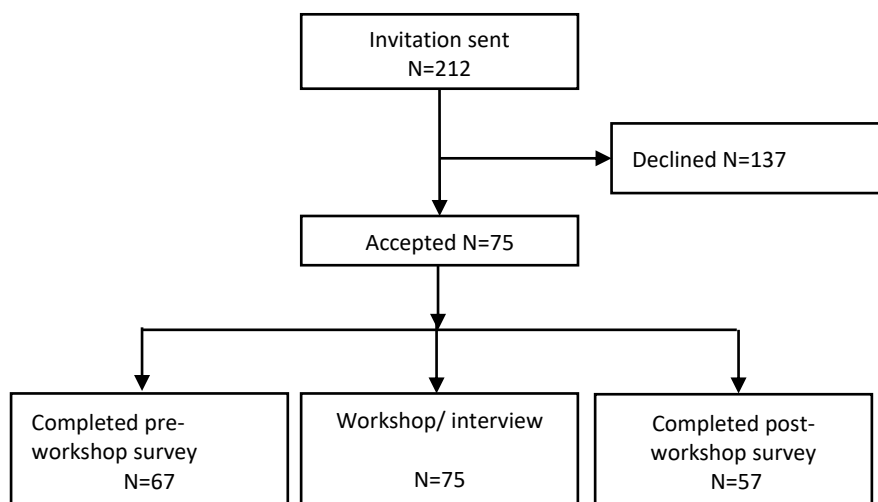 Invitation sent
N=212
Declined N=137
Accepted N=75
Completed pre-
workshop survey
N=67
Workshop/ interview
N=75
Completed post-
workshop survey
N=57